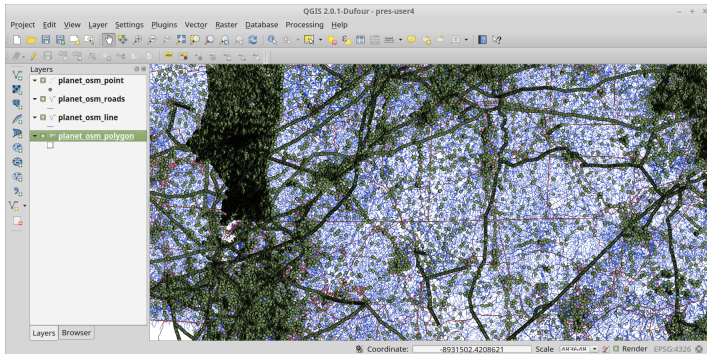 QGIS 2.0.1-Dufour - pres-user4
Project Edit View Layer Settings Plugins Vector Raster Database Processing Help
Layers
planet_osm_point
planet_osm_roads
planet_osm_line
planet_osm_polygon
Layers Browser
Coordinate: -8931502.4208621 Scale Render EPSG:4326